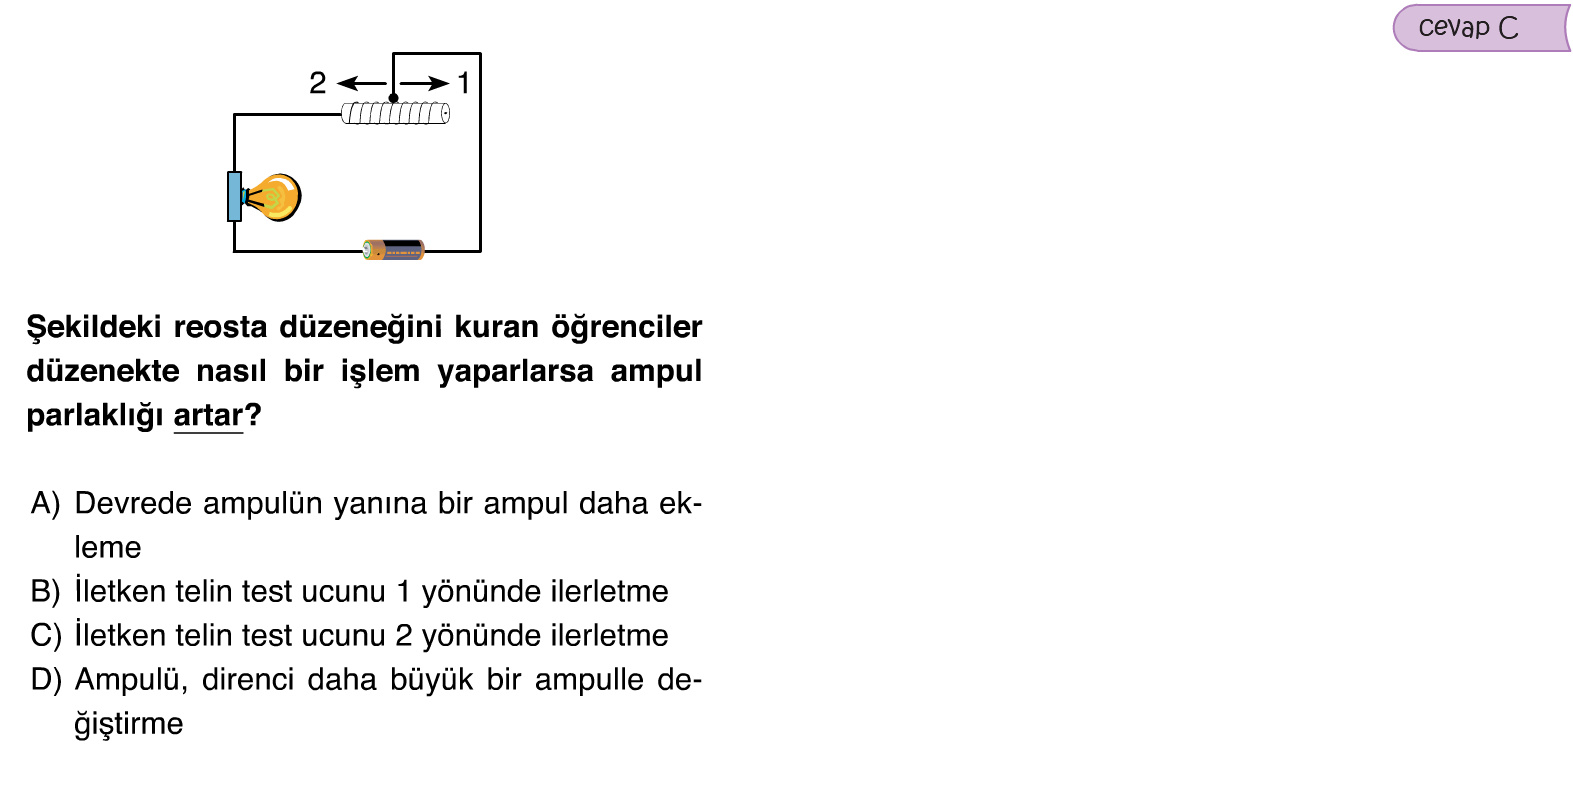 cevap C
2
1
Şekildeki reosta düzeneğini kuran öğrenciler
düzenekte nasıl bir işlem yaparlarsa ampul
parlaklığı artar?
A) Devrede ampulün yanına bir ampul daha ek-
leme
B) İletken telin test ucunu 1 yönünde ilerletme
C) İletken telin test ucunu 2 yönünde ilerletme
D) Ampulü, direnci daha büyük bir ampulle de-
ğiştirme